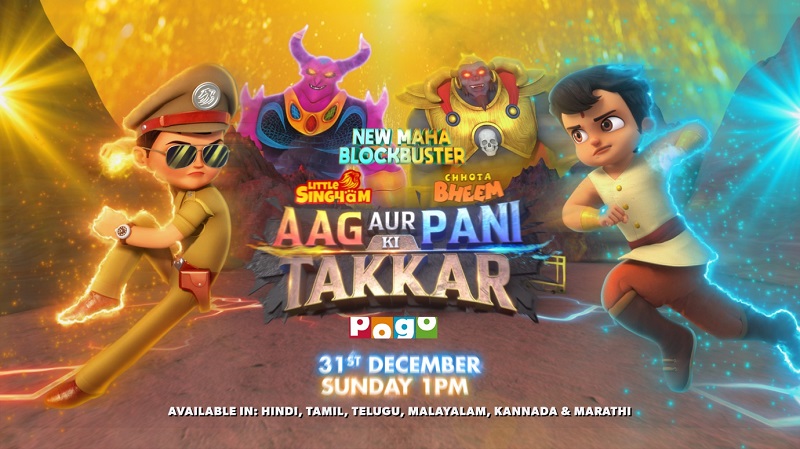 NEW MAHA
BLOCKBUSTER
LITTLE
SINGHAM
CHHOTA
BHEEM
AAG AUR PANI
KI
TAKKAR
Pogo
31ST DECEMBER
SUNDAY 1PM
AVAILABLE IN: HINDI, TAMIL, TELUGU, MALAYALAM, KANNADA & MARATHI